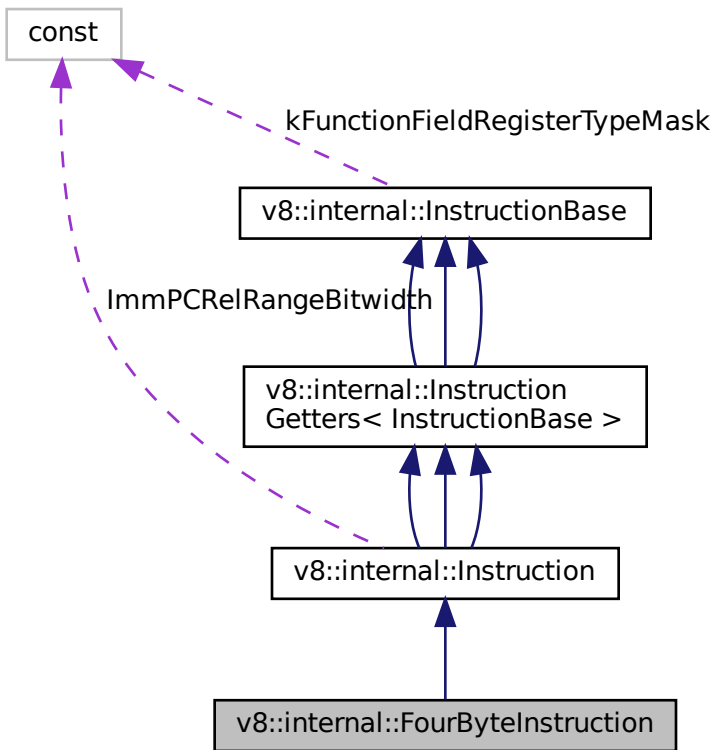 const
kFunctionFieldRegisterTypeMask
v8::internal::InstructionBase
ImmPCRelRangeBitwidth
v8::internal::Instruction
Getters< InstructionBase >
v8::internal::Instruction
v8::internal::FourByteInstruction